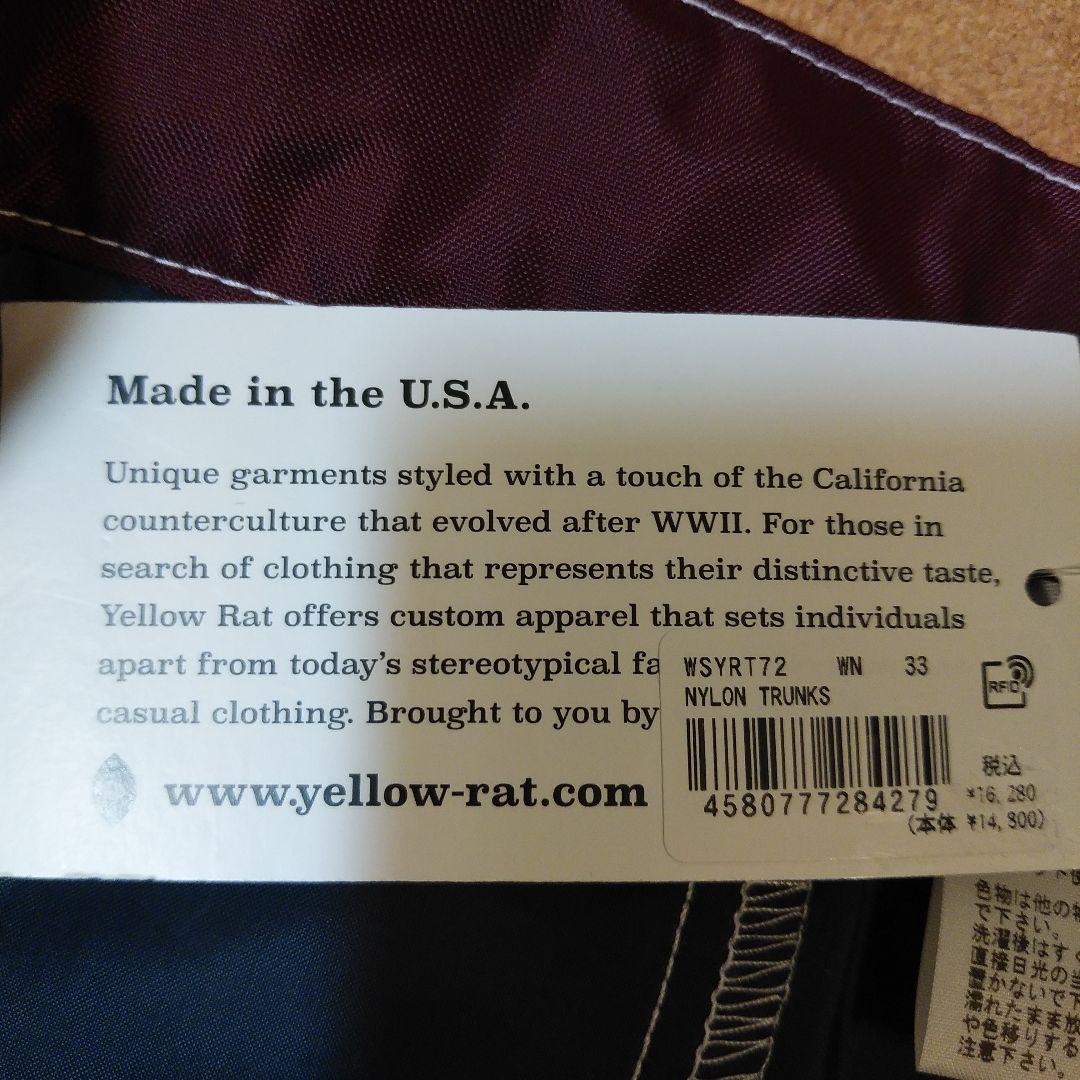 Made in the U.S.A.
Unique garments styled with a touch of the California
counterculture that evolved after WWII. For those in
search of clothing that represents their distinctive taste,
Yellow Rat offers custom apparel that sets individuals
apart from today's stereotypical fa
casual clothing. Brought to you by
www.yellow-rat.com
WSYRT72 WN 33
NYLON TRUNKS
RFID
4580777284279
税込
¥16,280
(本体 ¥14,800)
色物は他の
で下さい。
洗濯後はす
直接日光の当
置かないで下
濡れたまま放
や色移りする
注意下さい。